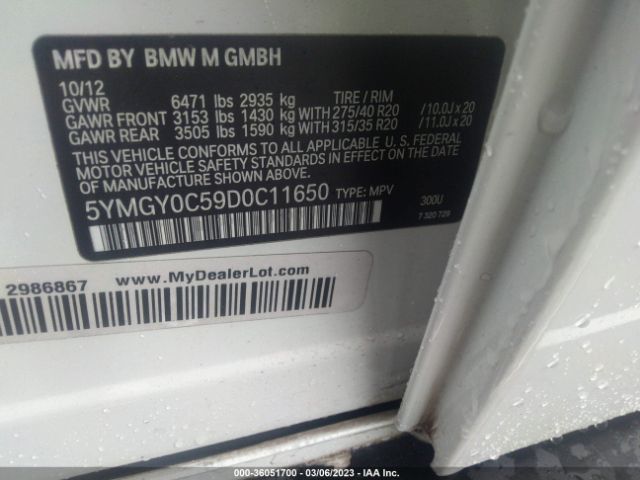 MFD BY BMW M GMBH
10/12
GVWR 6471 lbs 2935 kg TIRE / RIM
GAWR FRONT 3153 lbs 1430 kg WITH 275/40 R20 /10.0J x 20
GAWR REAR 3505 lbs 1590 kg WITH 315/35 R20 /11.0J x 20
THIS VEHICLE CONFORMS TO ALL APPLICABLE FEDERAL
MOTOR VEHICLE SAFETY STANDARDS IN EFFECT ON THE DATE
OF MANUFACTURE SHOWN ABOVE.
5YMGY0C59D0C11650 TYPE: MPV 300U
7 320 729
2986867 www.MyDealerLot.com
000-36051700 - 03/06/2023 - IAA Inc.